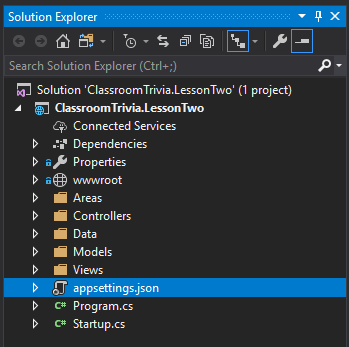 Solution Explorer
Search Solution Explorer (Ctrl+;)
Solution 'ClassroomTrivia.LessonTwo' (1 project)
ClassroomTrivia.LessonTwo
Connected Services
Dependencies
Properties
wwwroot
Areas
Controllers
Data
Models
Views
appsettings.json
C# Program.cs
C# Startup.cs